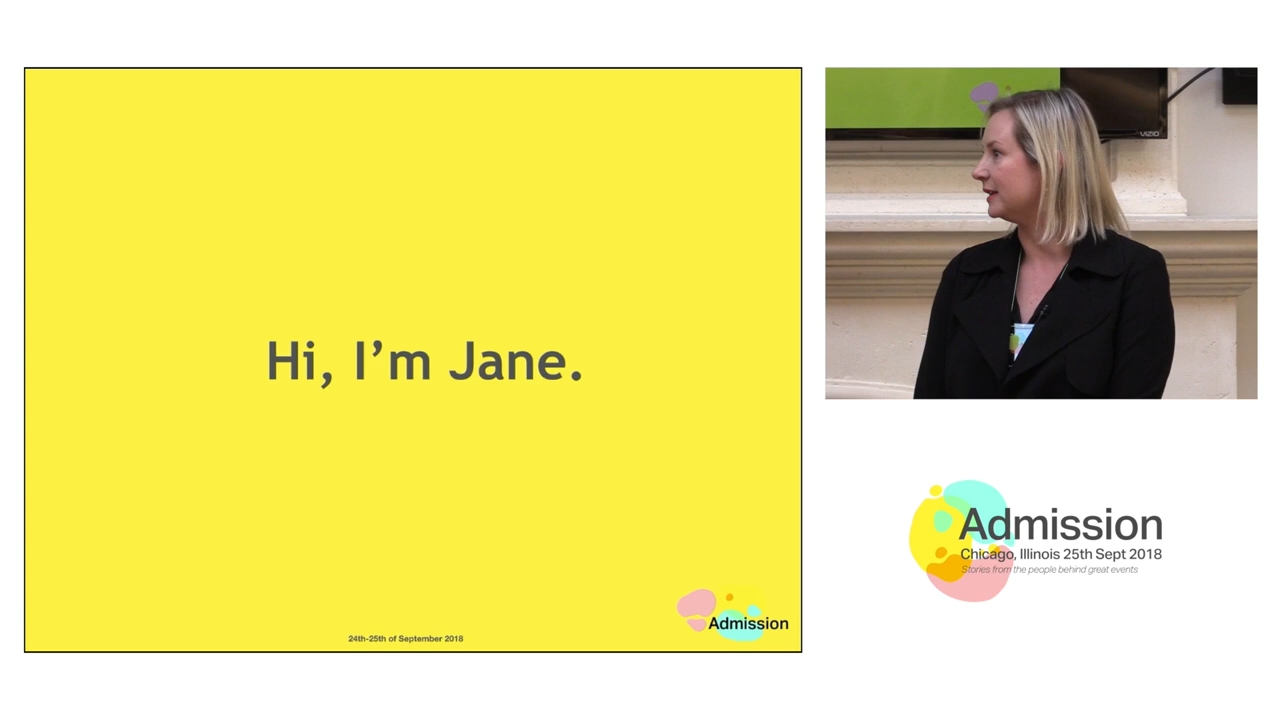 Hi, I’m Jane.
24th-25th of September 2018
Admission
VIZIO
Admission
Chicago, Illinois 25th Sept 2018
Stories from the people behind great events